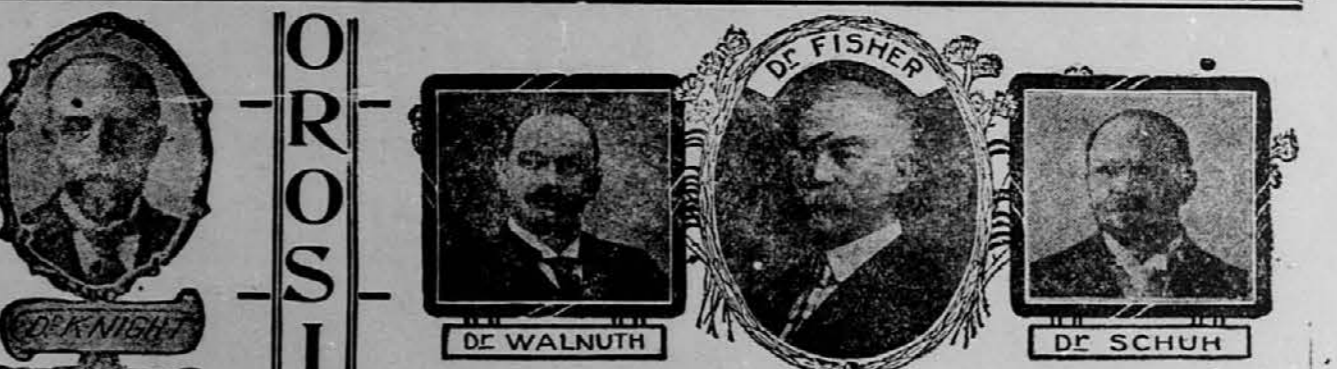 O
R
O
S
I
Dr FISHER
Dr KNIGHT
Dr WALNUTH
Dr SCHUH